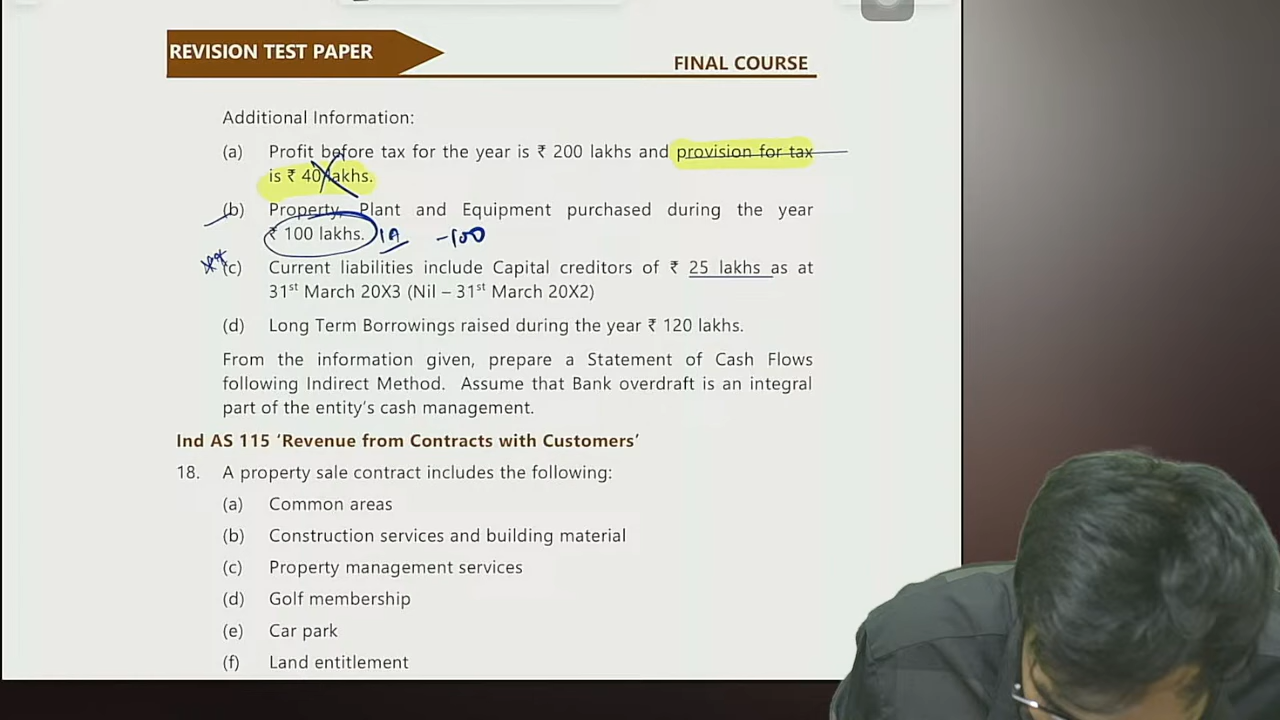 REVISION TEST PAPER
FINAL COURSE
Additional Information:
(a) Profit before tax for the year is ₹ 200 lakhs and provision for tax
is ₹ 40 lakhs.
(b) Property, Plant and Equipment purchased during the year
₹ 100 lakhs. IA -100
(c) Current liabilities include Capital creditors of ₹ 25 lakhs as at
31st March 20X3 (Nil – 31st March 20X2)
(d) Long Term Borrowings raised during the year ₹ 120 lakhs.
From the information given, prepare a Statement of Cash Flows
following Indirect Method. Assume that Bank overdraft is an integral
part of the entity's cash management.
Ind AS 115 ‘Revenue from Contracts with Customers’
18. A property sale contract includes the following:
(a) Common areas
(b) Construction services and building material
(c) Property management services
(d) Golf membership
(e) Car park
(f) Land entitlement